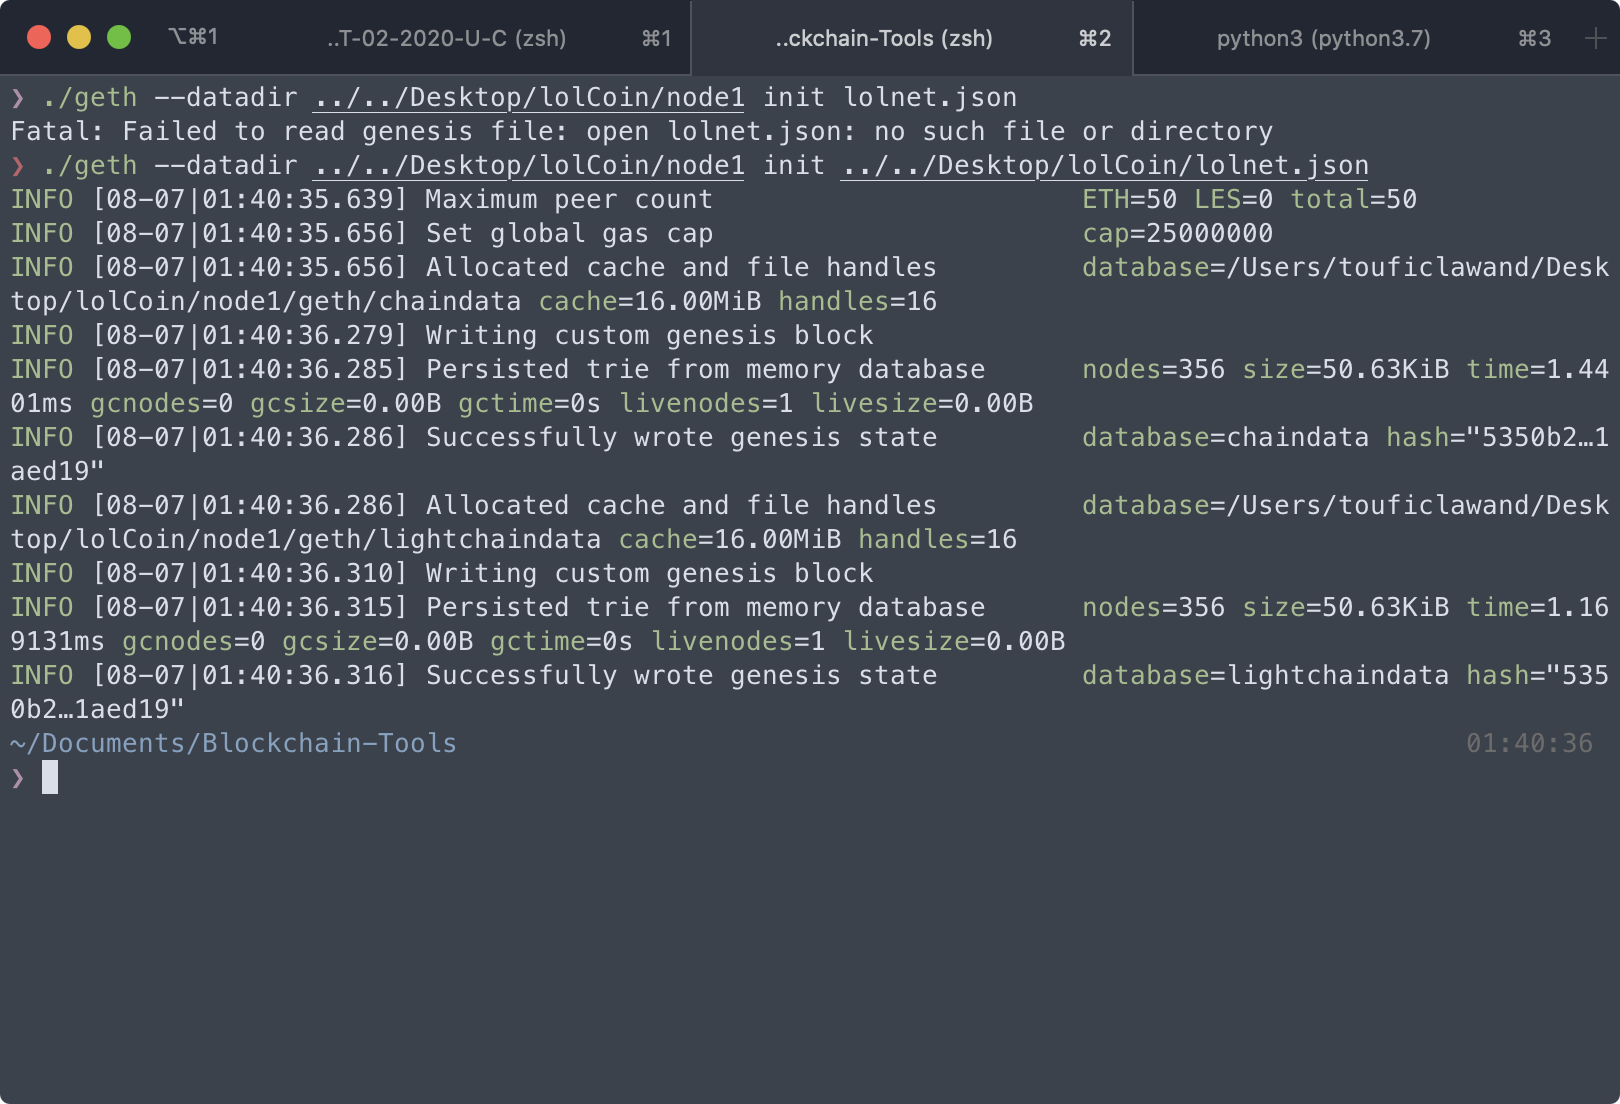 ⌥⌘1 ..T-02-2020-U-C (zsh) ⌘1 ..ckchain-Tools (zsh) ⌘2 python3 (python3.7) ⌘3 +
❯ ./geth --datadir ../../Desktop/lolCoin/node1 init lolnet.json
Fatal: Failed to read genesis file: open lolnet.json: no such file or directory
❯ ./geth --datadir ../../Desktop/lolCoin/node1 init ../../Desktop/lolCoin/lolnet.json
INFO [08-07|01:40:35.639] Maximum peer count ETH=50 LES=0 total=50
INFO [08-07|01:40:35.656] Set global gas cap cap=25000000
INFO [08-07|01:40:35.656] Allocated cache and file handles database=/Users/touficlawand/Desk
top/lolCoin/node1/geth/chaindata cache=16.00MiB handles=16
INFO [08-07|01:40:36.279] Writing custom genesis block
INFO [08-07|01:40:36.285] Persisted trie from memory database nodes=356 size=50.63KiB time=1.44
01ms gcnodes=0 gcsize=0.00B gctime=0s livenodes=1 livesize=0.00B
INFO [08-07|01:40:36.286] Successfully wrote genesis state database=chaindata hash="5350b2…1
aed19"
INFO [08-07|01:40:36.286] Allocated cache and file handles database=/Users/touficlawand/Desk
top/lolCoin/node1/geth/lightchaindata cache=16.00MiB handles=16
INFO [08-07|01:40:36.310] Writing custom genesis block
INFO [08-07|01:40:36.315] Persisted trie from memory database nodes=356 size=50.63KiB time=1.16
9131ms gcnodes=0 gcsize=0.00B gctime=0s livenodes=1 livesize=0.00B
INFO [08-07|01:40:36.316] Successfully wrote genesis state database=lightchaindata hash="535
0b2…1aed19"
~/Documents/Blockchain-Tools 01:40:36
❯